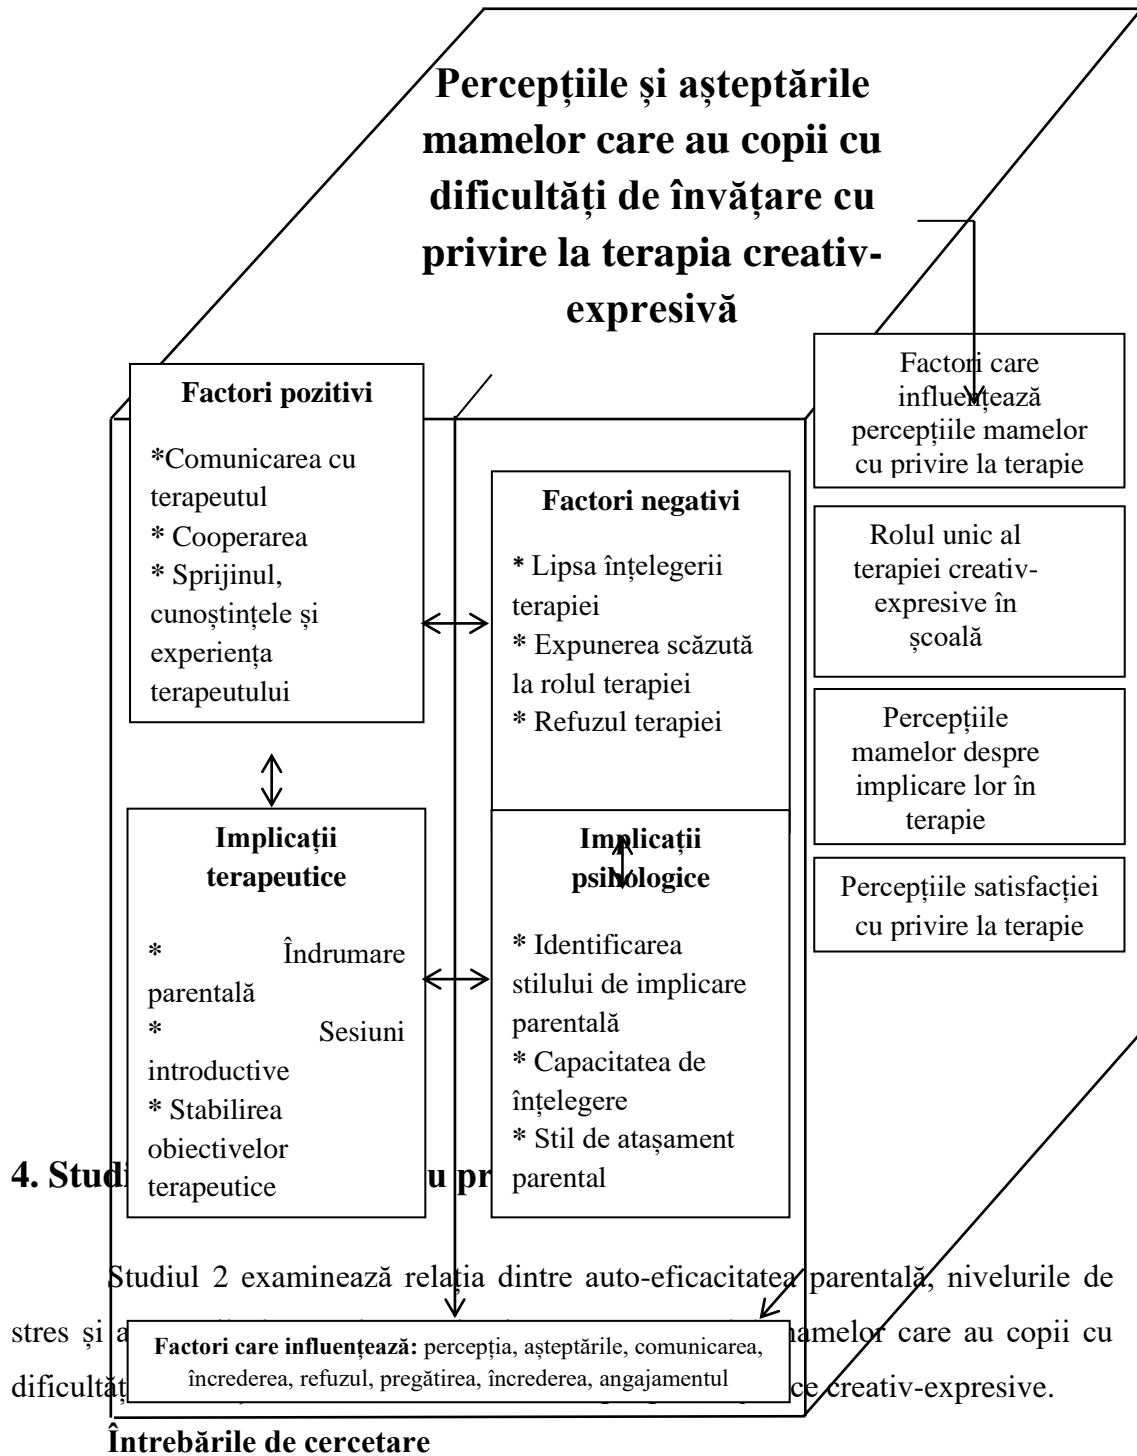 Percepțiile și așteptările
mamelor care au copii cu
dificultăți de învățare cu
privire la terapia creativ-
expresivă
Factori pozitivi
*Comunicarea cu
terapeutul
* Cooperarea
* Sprijinul,
cunoștințele și
experiența
terapeutului
Factori negativi
* Lipsa înțelegerii
terapiei
* Expunerea scăzută
la rolul terapiei
* Refuzul terapiei
Factori care
influențează
percepțiile mamelor
cu privire la terapie
Rolul unic al
terapiei creativ-
expresive în
școală
Percepțiile
mamelor despre
implicare lor în
terapie
Percepțiile satisfacției
cu privire la terapie
Implicații
terapeutice
* Îndrumare
parentală
* Sesiuni
introductive
* Stabilirea
obiectivelor
terapeutice
Implicații
psihologice
* Identificarea
stilului de implicare
parentală
* Capacitatea de
înțelegere
* Stil de atașament
parental
4.
Studiul 2 examinează relația dintre auto-eficacitatea parentală, nivelurile de
stres și mamelor care au copii cu
creativ-expresive.
Factori care influențează: percepția, așteptările, comunicarea,
încrederea, refuzul, pregătirea, încrederea, angajamentul
Întrebările de cercetare